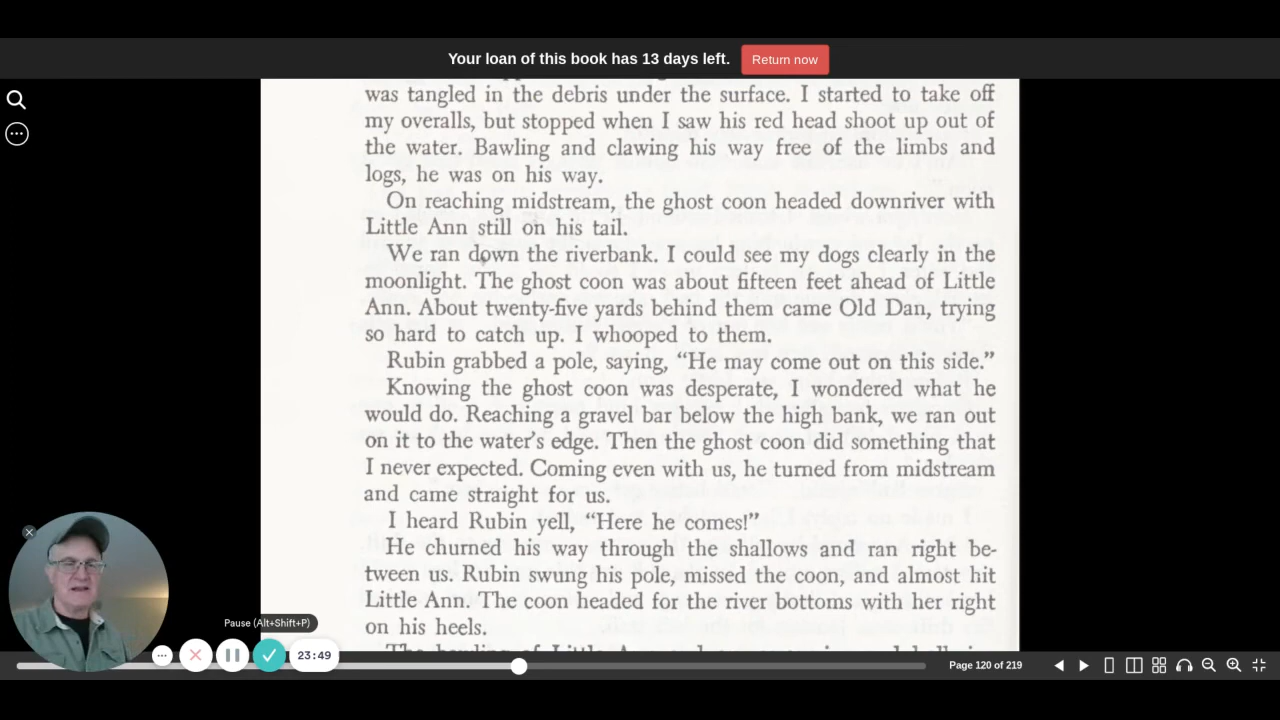 Your loan of this book has 13 days left.
Return now
was tangled in the debris under the surface. I started to take off
my overalls, but stopped when I saw his red head shoot up out of
the water. Bawling and clawing his way free of the limbs and
logs, he was on his way.
On reaching midstream, the ghost coon headed downriver with
Little Ann still on his tail.
We ran down the riverbank. I could see my dogs clearly in the
moonlight. The ghost coon was about fifteen feet ahead of Little
Ann. About twenty-five yards behind them came Old Dan, trying
so hard to catch up. I whooped to them.
Rubin grabbed a pole, saying, “He may come out on this side.”
Knowing the ghost coon was desperate, I wondered what he
would do. Reaching a gravel bar below the high bank, we ran out
on it to the water's edge. Then the ghost coon did something that
I never expected. Coming even with us, he turned from midstream
and came straight for us.
I heard Rubin yell, “Here he comes!”
He churned his way through the shallows and ran right be-
tween us. Rubin swung his pole, missed the coon, and almost hit
Little Ann. The coon headed for the river bottoms with her right
on his heels.
Pause (Alt+Shift+P)
23:49
Page 120 of 219